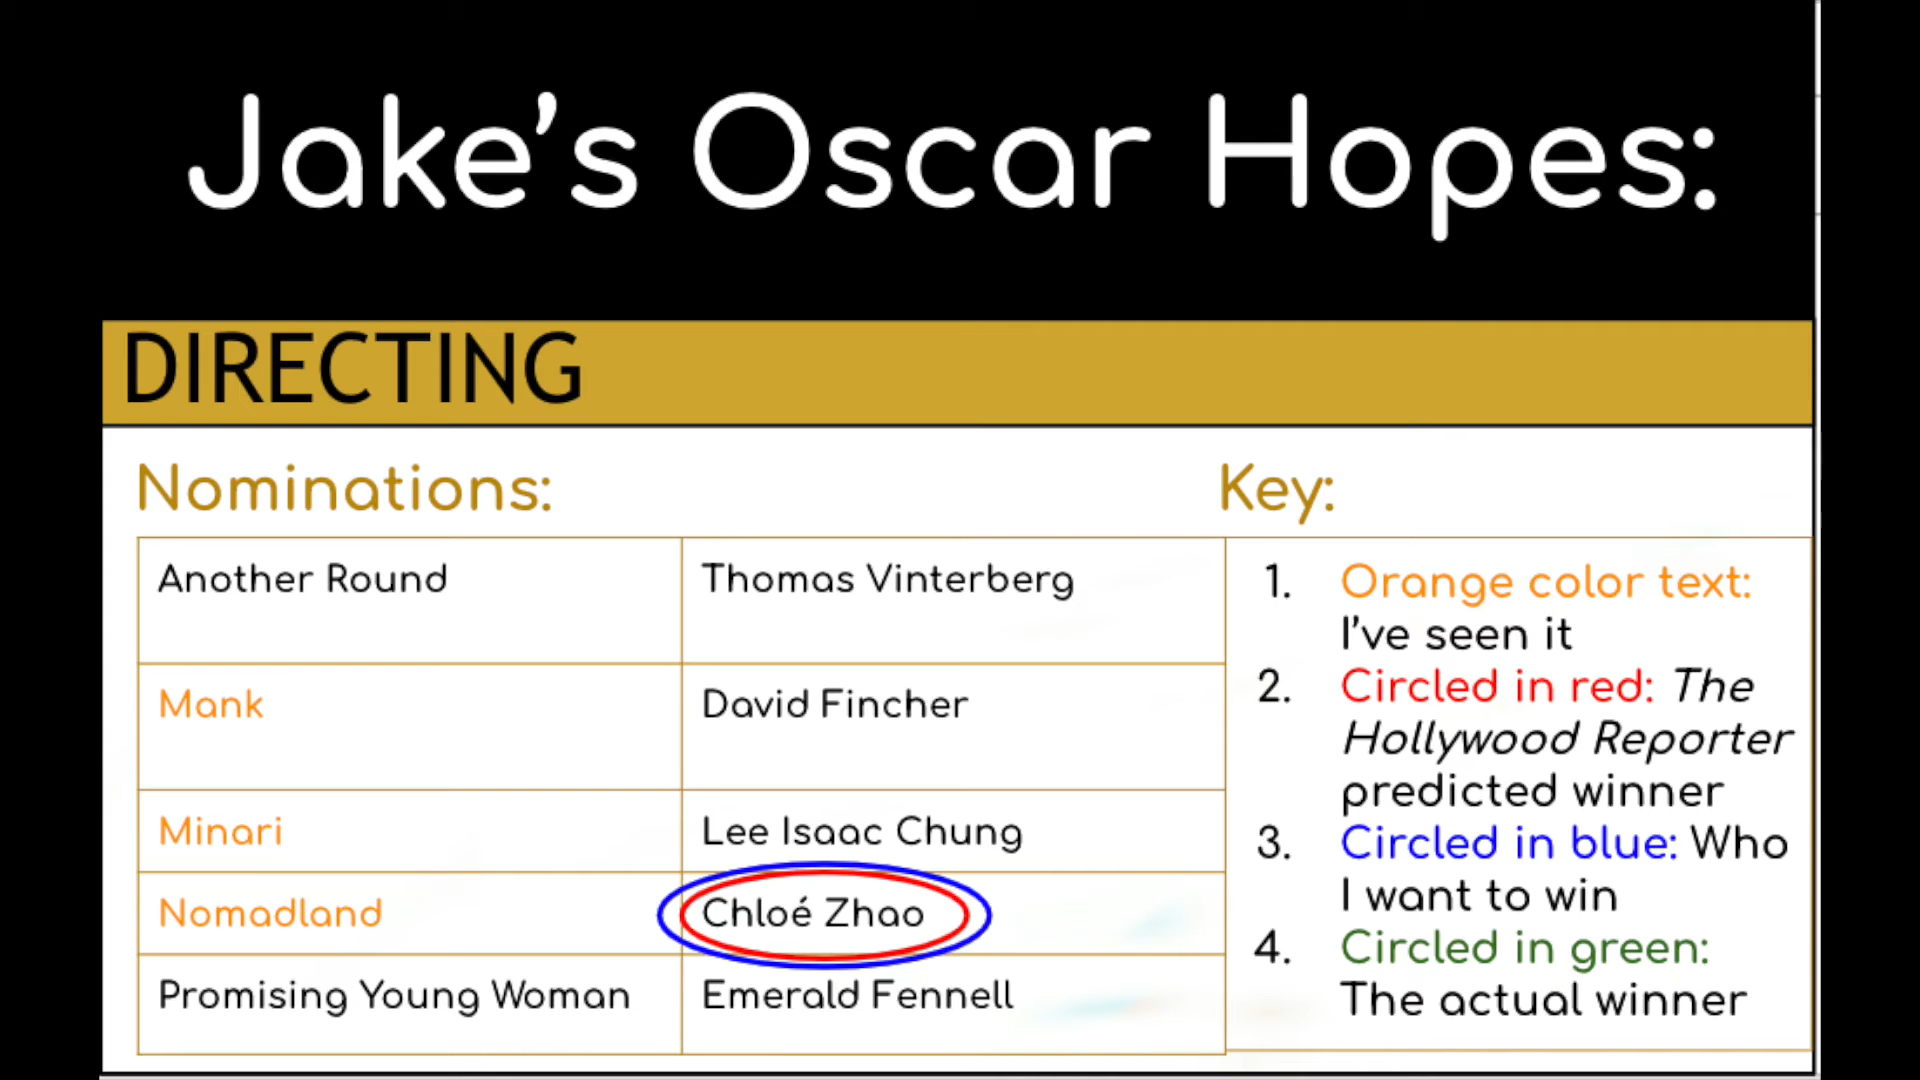 Jake's Oscar Hopes:
DIRECTING
Nominations:
Another Round Thomas Vinterberg
Mank David Fincher
Minari Lee Isaac Chung
Nomadland Chloé Zhao
Promising Young Woman Emerald Fennell
Key:
1. Orange color text:
I've seen it
2. Circled in red: The
Hollywood Reporter
predicted winner
3. Circled in blue: Who
I want to win
4. Circled in green:
The actual winner